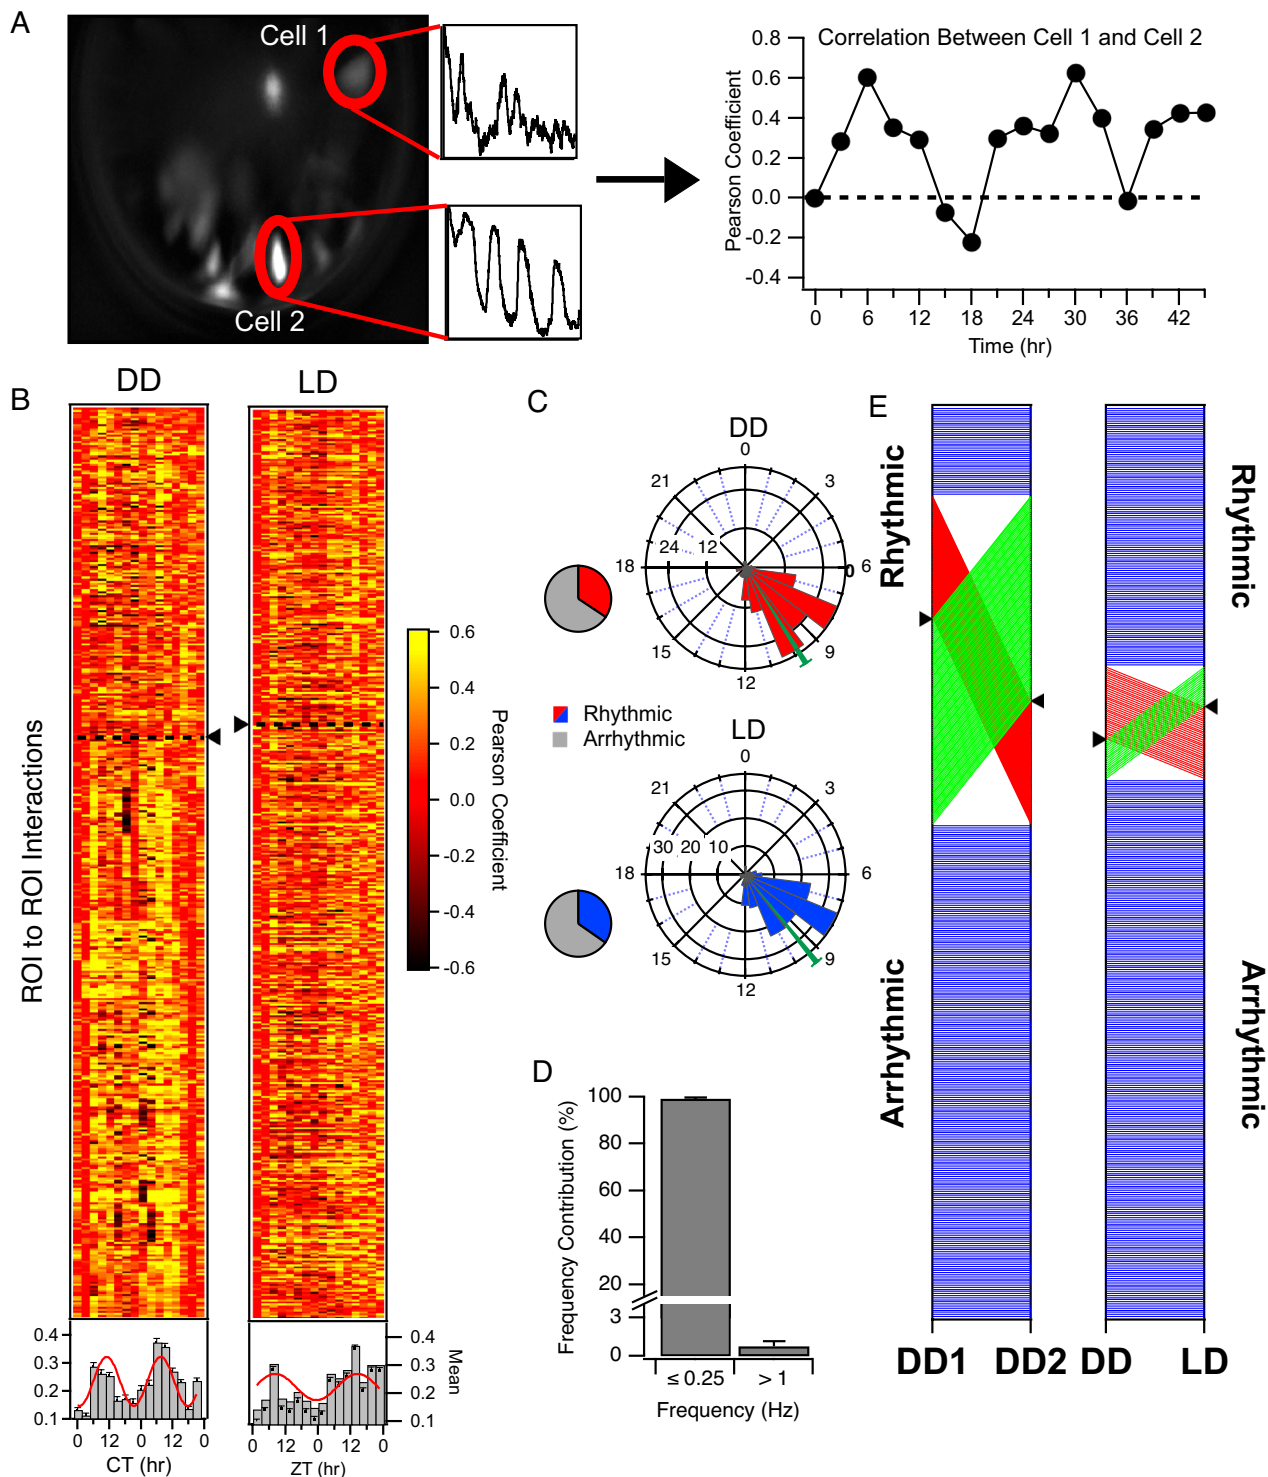 A
Cell 1
Cell 2
Correlation Between Cell 1 and Cell 2
Pearson Coefficient
0.8
0.6
0.4
0.2
0.0
-0.2
-0.4
0 6 12 18 24 30 36 42
Time (hr)
B
DD
LD
ROI to ROI Interactions
0.6
0.4
0.2
0.0
-0.2
-0.4
-0.6
Pearson Coefficient
0.4
0.3
0.2
0.1
0 12 0 12 0
CT (hr)
0.4
0.3
0.2
0.1
Mean
0 12 0 12 0
ZT (hr)
C
DD
0
3
6
9
12
15
18
21
24 12
0
Rhythmic
Arrhythmic
LD
0
3
6
9
12
15
18
21
30 20 10
D
Frequency Contribution (%)
100
80
60
40
20
3
0
≤ 0.25 > 1
Frequency (Hz)
E
Rhythmic
Arrhythmic
Rhythmic
Arrhythmic
DD1 DD2 DD LD